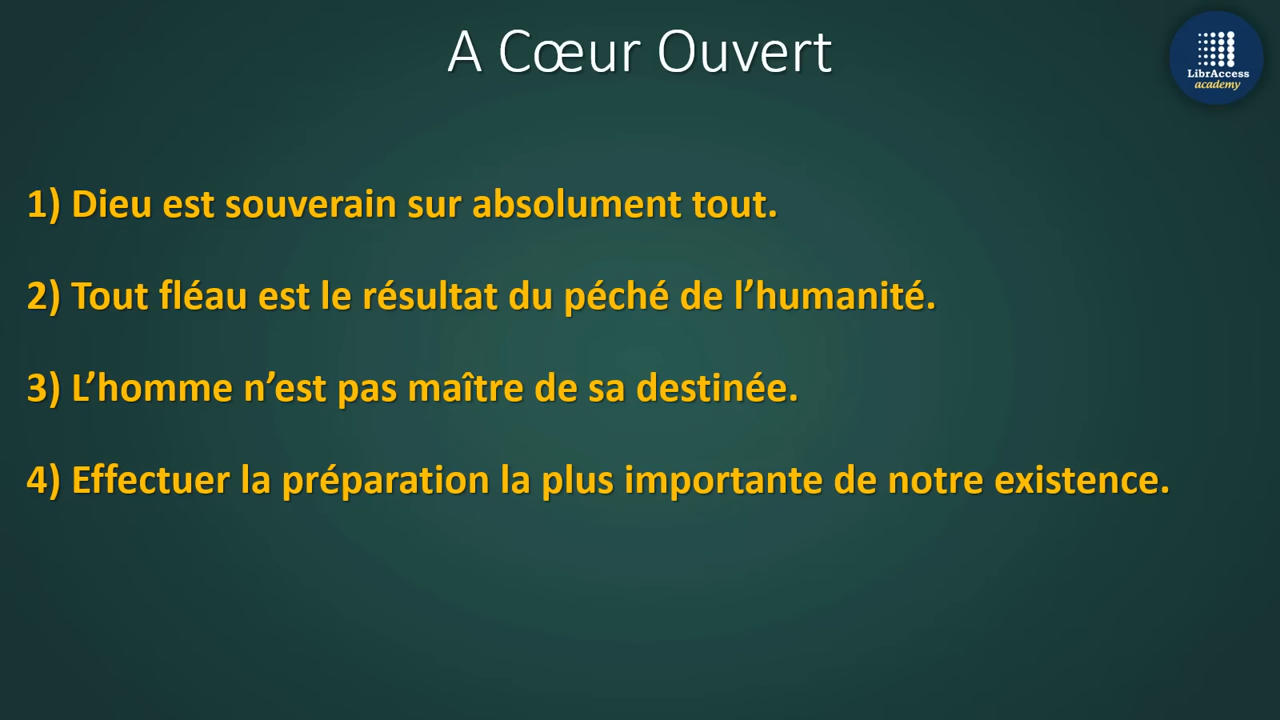 A Cœur Ouvert
LibrAccess
academy
1) Dieu est souverain sur absolument tout.
2) Tout fléau est le résultat du péché de l’humanité.
3) L’homme n’est pas maître de sa destinée.
4) Effectuer la préparation la plus importante de notre existence.